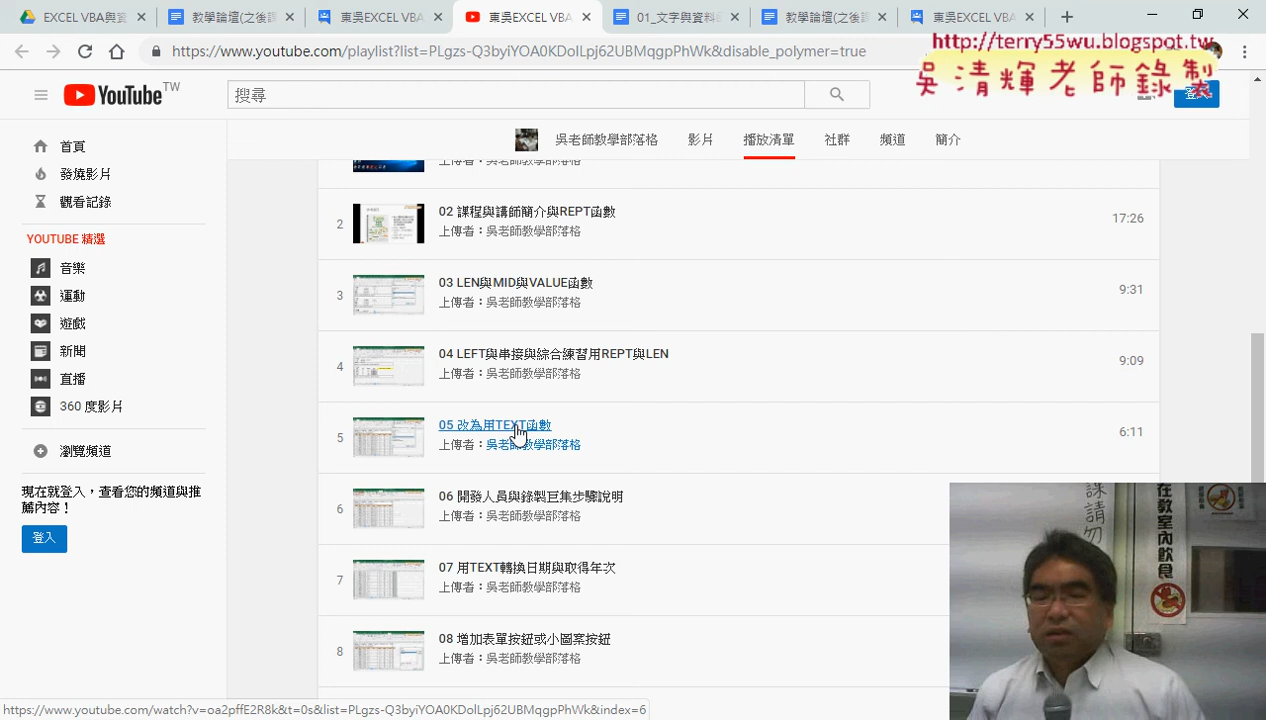 EXCEL VBA與資
教學論壇(之後課
東吳EXCEL VBA
東吳EXCEL VBA
01_文字與資料函
教學論壇(之後課
東吳EXCEL VBA
https://www.youtube.com/playlist?list=PLgzs-Q3byiYOA0KDolLpj62UBMqgpPhWk&disable_polymer=true
http://terry55wu.blogspot.tw
吳清輝老師錄製
YouTube TW
搜尋
登入
吳老師教學部落格
影片
播放清單
社群
頻道
簡介
首頁
發燒影片
觀看記錄
YOUTUBE 精選
音樂
運動
遊戲
新聞
直播
360 度影片
瀏覽頻道
現在就登入，查看您的頻道與推
薦內容！
登入
上傳者：吳老師教學部落格
2
02 課程與講師簡介與REPT函數
上傳者：吳老師教學部落格
17:26
3
03 LEN與MID與VALUE函數
上傳者：吳老師教學部落格
9:31
4
04 LEFT與串接與綜合練習用REPT與LEN
上傳者：吳老師教學部落格
9:09
5
05 改為用TEXT函數
上傳者：吳老師教學部落格
6:11
6
06 開發人員與錄製巨集步驟說明
上傳者：吳老師教學部落格
7
07 用TEXT轉換日期與取得年次
上傳者：吳老師教學部落格
8
08 增加表單按鈕或小圖案按鈕
上傳者：吳老師教學部落格
課請勿
在教室內飲食
https://www.youtube.com/watch?v=oa2pffE2R8k&t=0s&list=PLgzs-Q3byiYOA0KDolLpj62UBMqgpPhWk&index=6